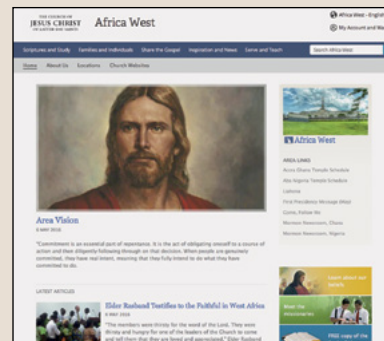 THE CHURCH OF
JESUS CHRIST
OF LATTER-DAY SAINTS
Africa West
Africa West - English
My Account and Wa
Scriptures and Study
Families and Individuals
Share the Gospel
Inspiration and News
Serve and Teach
Search Africa West
Home
About Us
Locations
Church Websites
Area Vision
6 MAY 2018
"Commitment is an essential part of repentance. It is the act of obligating oneself to a course of
action and then diligently following through on that decision. When people are genuinely
committed, they have real intent, meaning that they fully intend to do what they have
committed to do.
LATEST ARTICLES
Elder Rasband Testifies to the Faithful in West Africa
6 MAY 2018
"The members were thirsty for the word of the Lord. They were
thirsty and hungry for one of the leaders of the Church to come
and tell them that they are loved and appreciated," Elder Rasband
Africa West
AREA LINKS
Accra Ghana Temple Schedule
Aba Nigeria Temple Schedule
Liahona
First Presidency Message (May)
Come, Follow Me
Mormon Newsroom, Ghana
Mormon Newsroom, Nigeria
Learn about our
beliefs
Meet the
missionaries
FREE copy of the